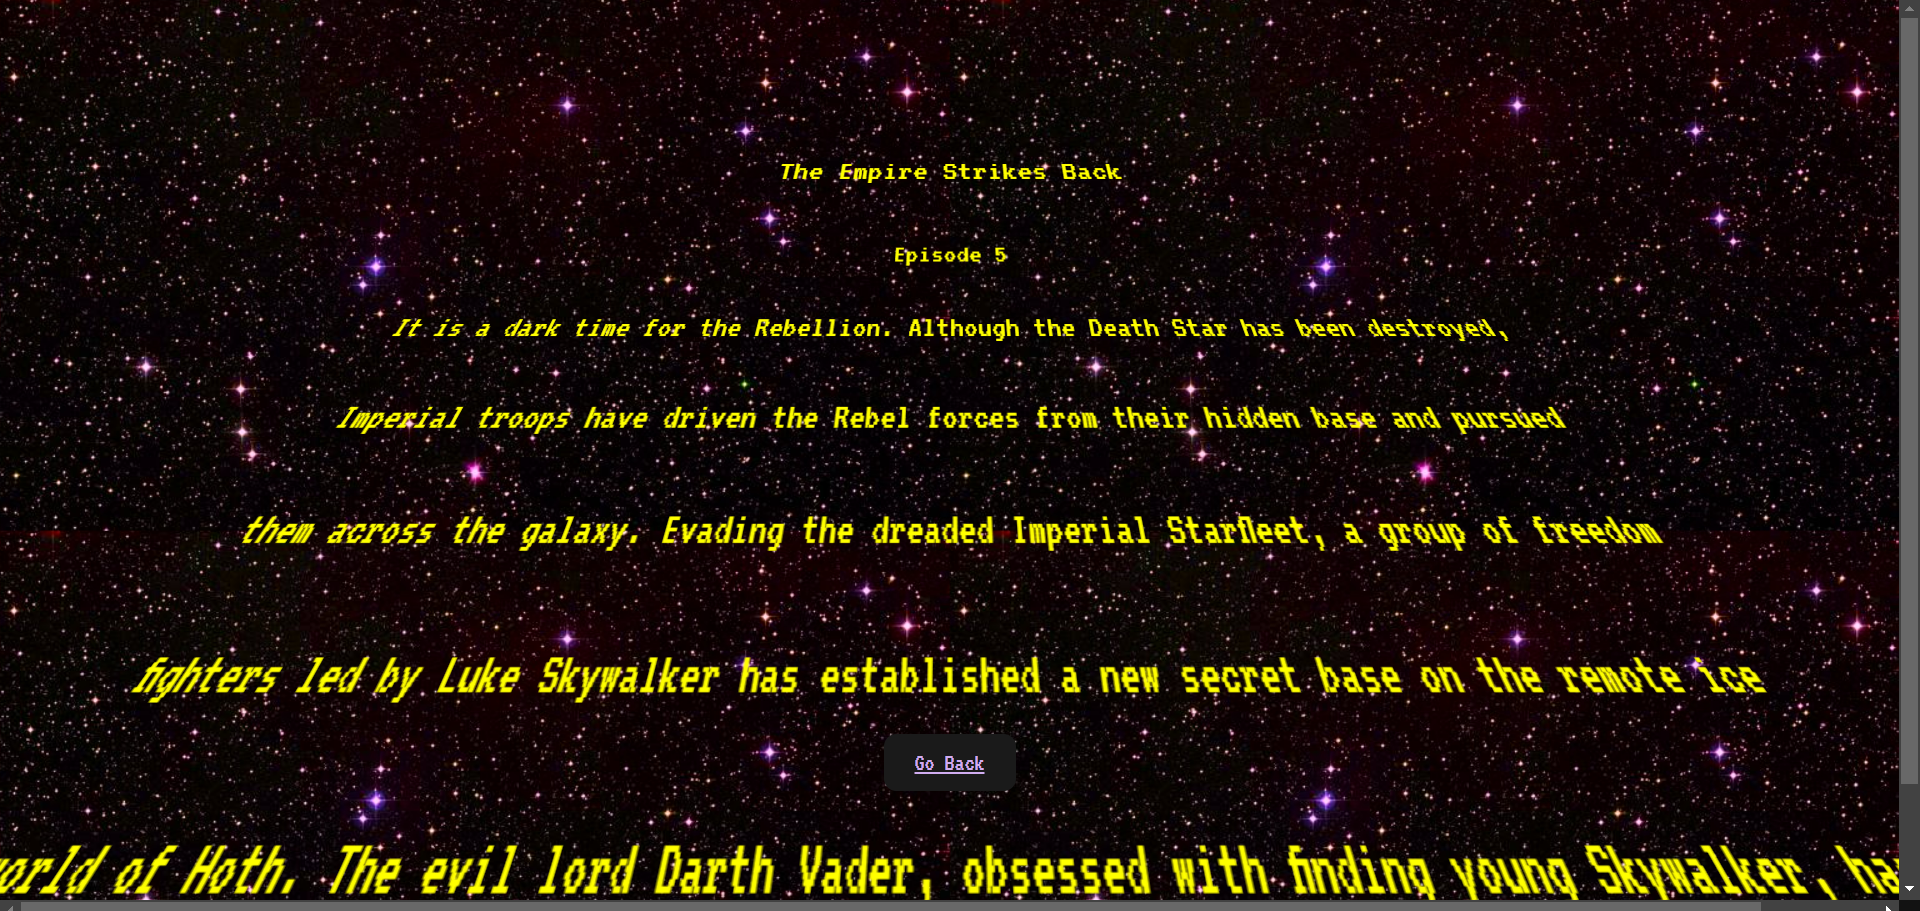 The Empire Strikes Back
Episode 5
It is a dark time for the Rebellion. Although the Death Star has been destroyed,
Imperial troops have driven the Rebel forces from their hidden base and pursued
them across the galaxy. Evading the dreaded Imperial Starfleet, a group of freedom
fighters led by Luke Skywalker has established a new secret base on the remote ice
Go Back
of Hoth. The evil lord Darth Vader, obsessed with finding young Skywalker,